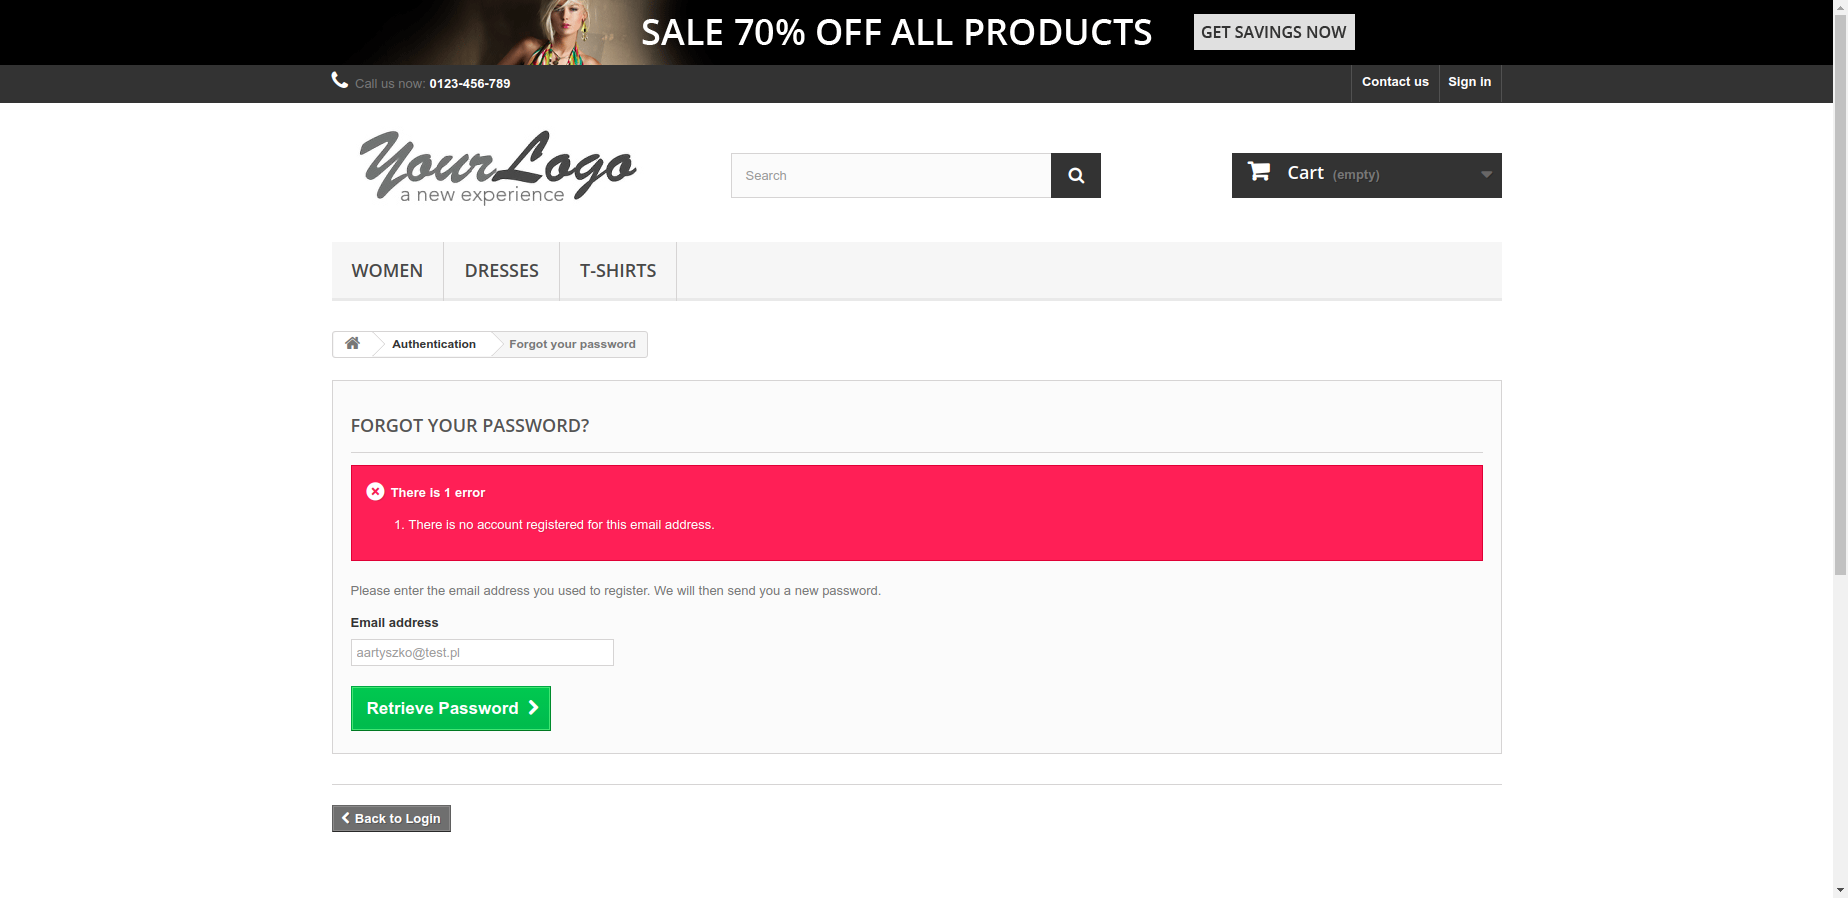 SALE 70% OFF ALL PRODUCTS
GET SAVINGS NOW
Call us now: 0123-456-789
Contact us
Sign in
YourLogo
a new experience
Search
Cart (empty)
WOMEN
DRESSES
T-SHIRTS
Authentication
Forgot your password
FORGOT YOUR PASSWORD?
There is 1 error
1. There is no account registered for this email address.
Please enter the email address you used to register. We will then send you a new password.
Email address
aartyszko@test.pl
Retrieve Password
Back to Login